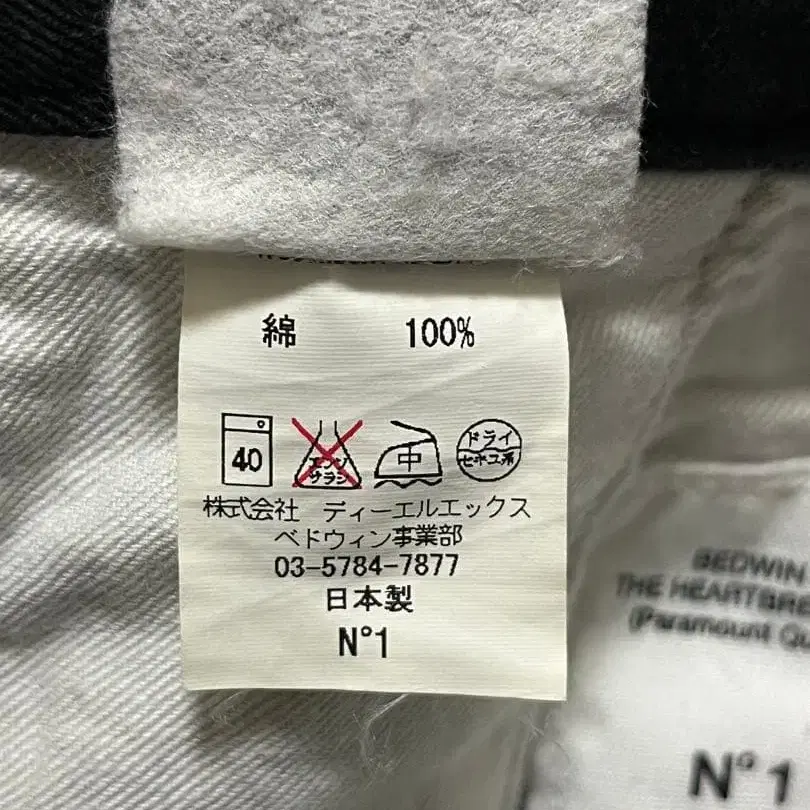 綿 100%
40 エンソ サラシ 中 ドライ セキユ系
株式会社 ディーエルエックス
ベドウィン事業部
03-5784-7877
日本製
N°1
BEDWIN
THE HEARTBRE
(Paramount Qu
N°1